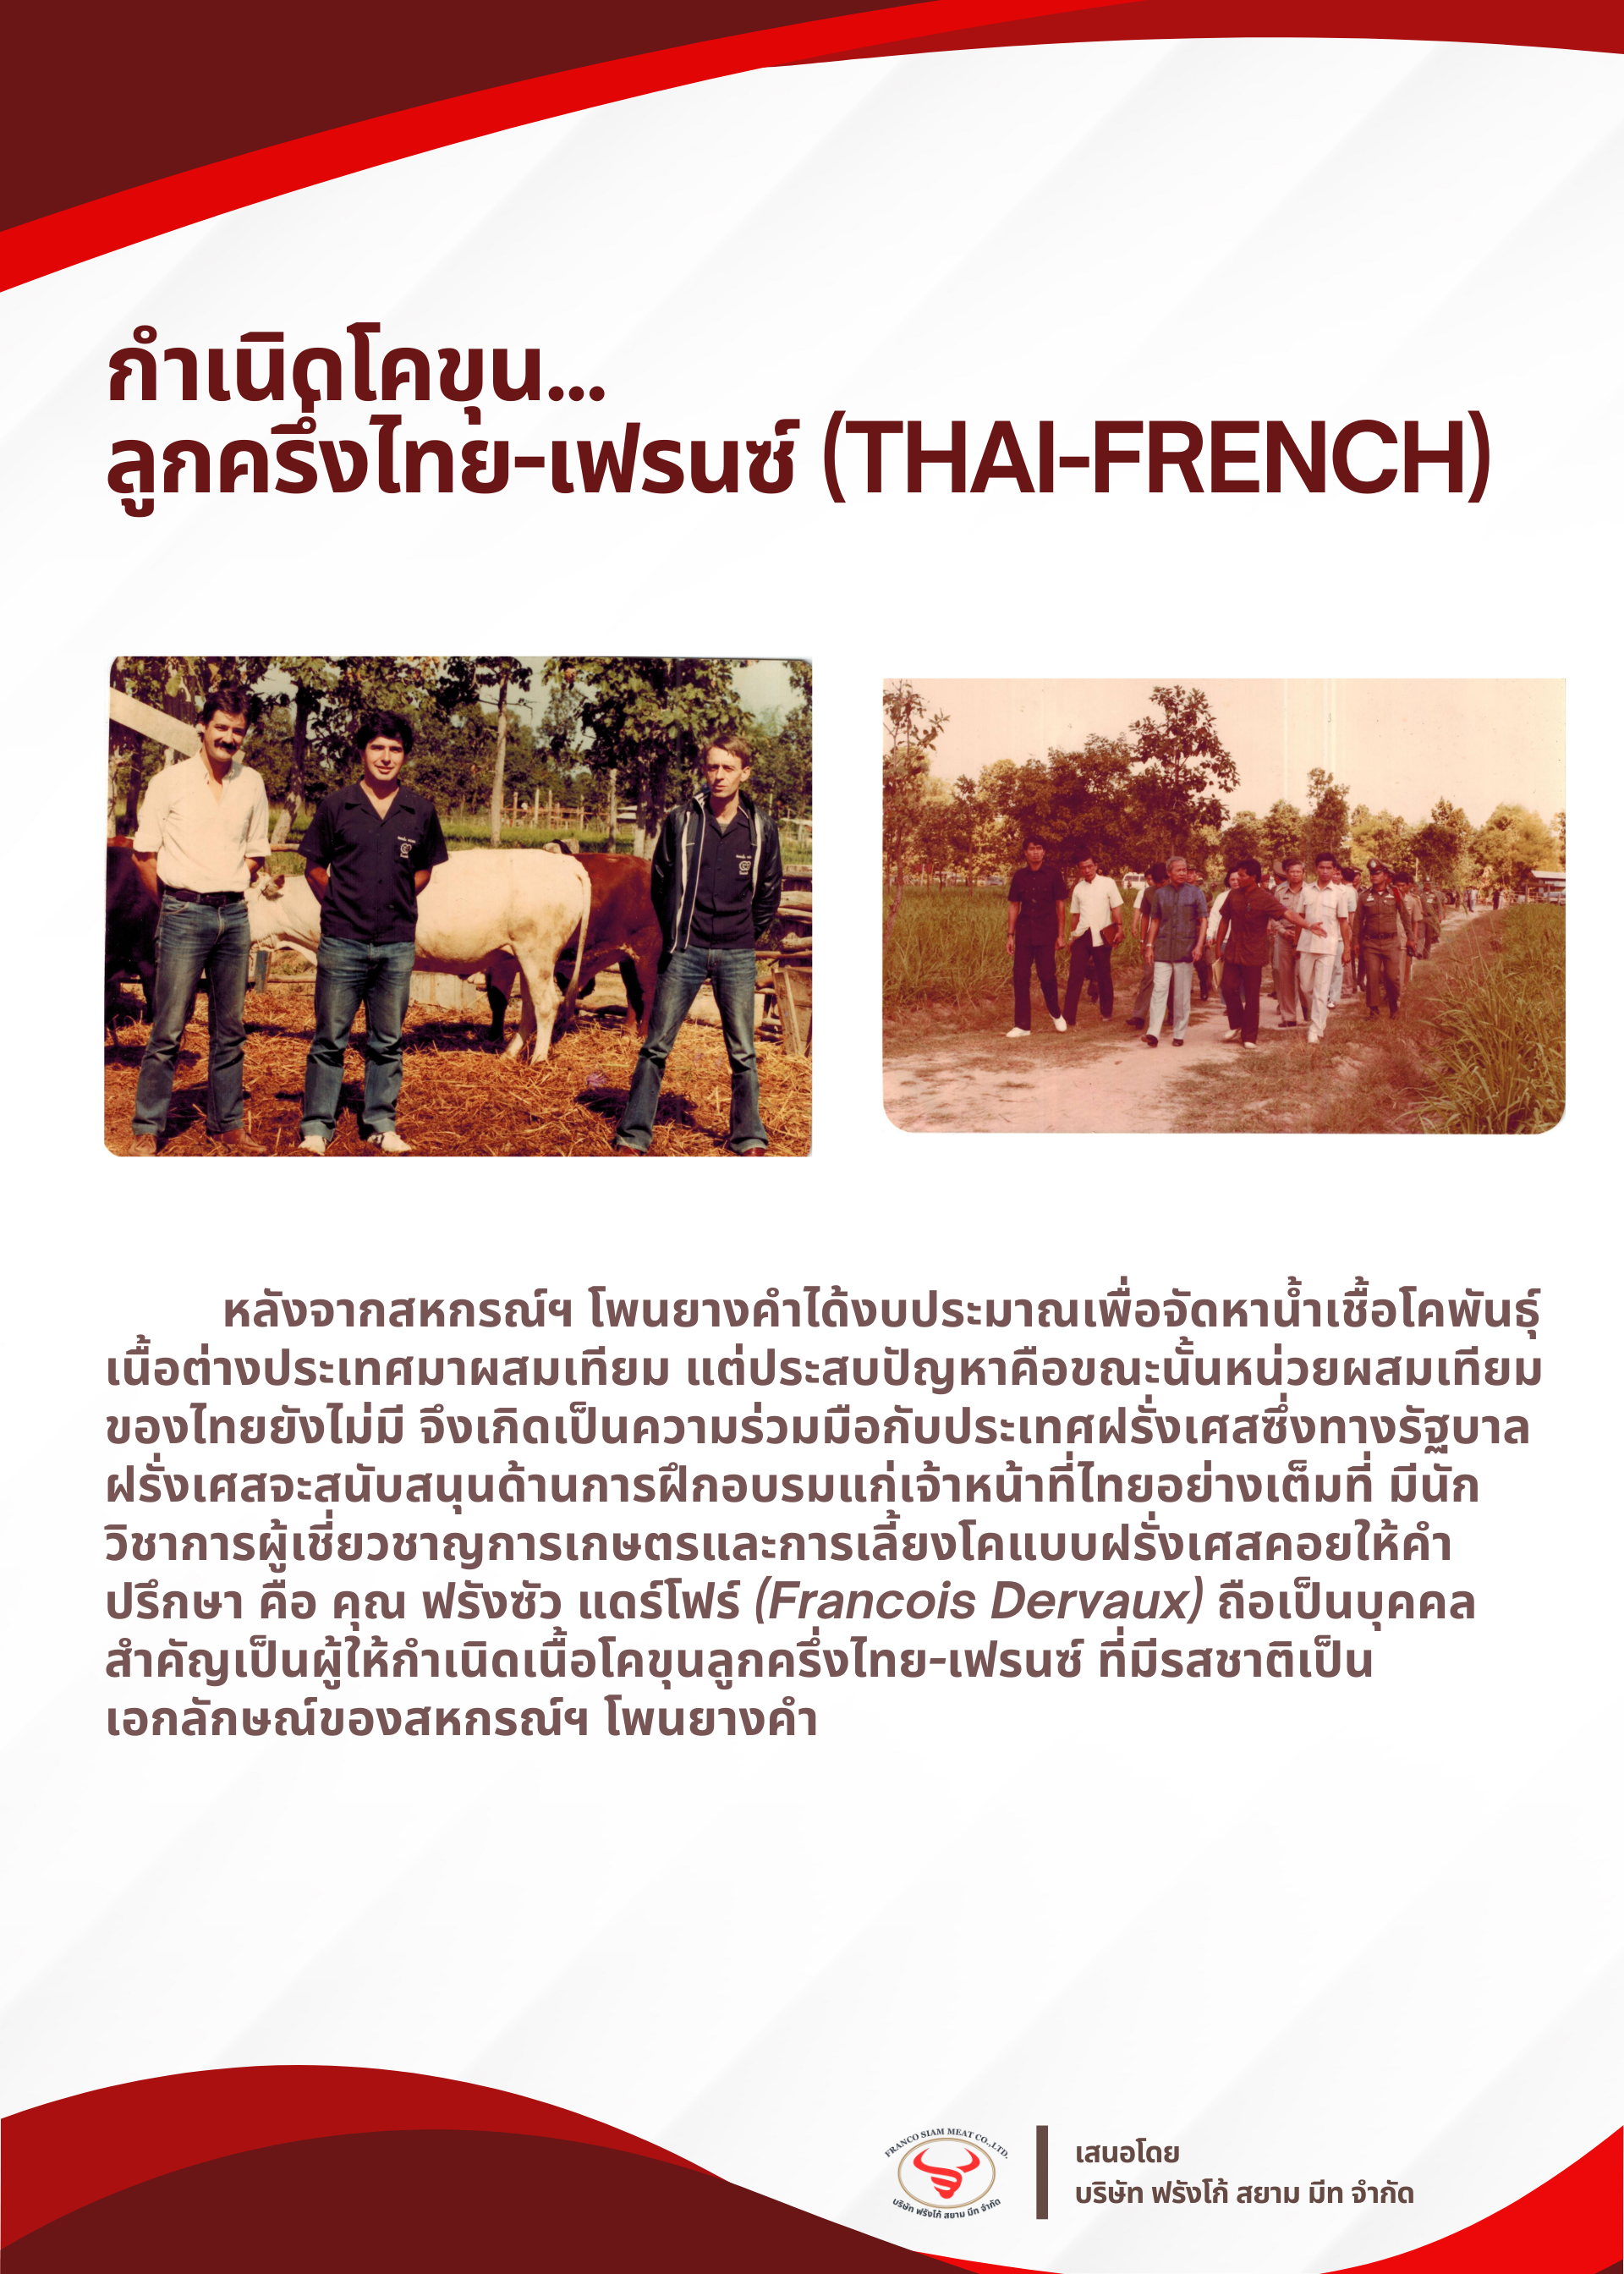 กำเนิดโคขุน...
ลูกครึ่งไทย-เฟรนซ์ (THAI-FRENCH)
หลังจากสหกรณ์ฯ โพนยางคำได้งบประมาณเพื่อจัดหาน้ำเชื้อโคพันธุ์
เนื้อต่างประเทศมาผสมเทียม แต่ประสบปัญหาคือขณะนั้นหน่วยผสมเทียม
ของไทยยังไม่มี จึงเกิดเป็นความร่วมมือกับประเทศฝรั่งเศสซึ่งทางรัฐบาล
ฝรั่งเศสจะสนับสนุนด้านการฝึกอบรมแก่เจ้าหน้าที่ไทยอย่างเต็มที่ มีนัก
วิชาการผู้เชี่ยวชาญการเกษตรและการเลี้ยงโคแบบฝรั่งเศสคอยให้คำ
ปรึกษา คือ คุณ ฟรังซัว แดร์โฟร์ (Francois Dervaux) ถือเป็นบุคคล
สำคัญเป็นผู้ให้กำเนิดเนื้อโคขุนลูกครึ่งไทย-เฟรนซ์ ที่มีรสชาติเป็น
เอกลักษณ์ของสหกรณ์ฯ โพนยางคำ
FRANCO SIAM MEAT CO.,LTD.
บริษัท ฟรังโก้ สยาม มีท จำกัด
เสนอโดย
บริษัท ฟรังโก้ สยาม มีท จำกัด